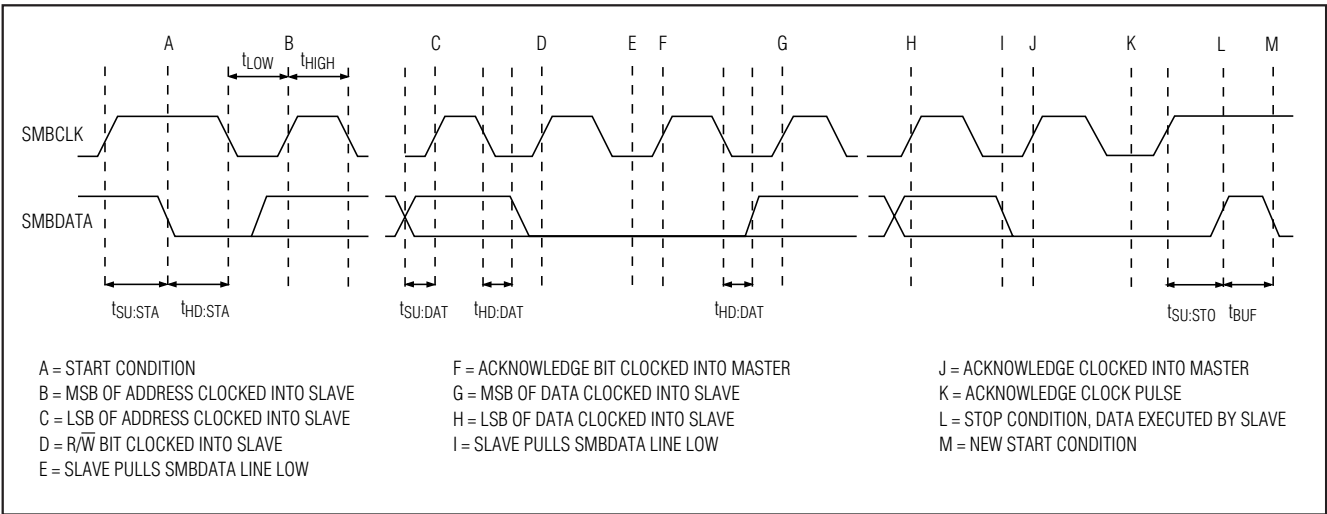 A B C D E F G H I J K L M
tLOW tHIGH
SMBCLK
SMBDATA
tSU:STA tHD:STA tSU:DAT tHD:DAT tHD:DAT tSU:STO tBUF
A = START CONDITION
B = MSB OF ADDRESS CLOCKED INTO SLAVE
C = LSB OF ADDRESS CLOCKED INTO SLAVE
D = R/W̅ BIT CLOCKED INTO SLAVE
E = SLAVE PULLS SMBDATA LINE LOW
F = ACKNOWLEDGE BIT CLOCKED INTO MASTER
G = MSB OF DATA CLOCKED INTO SLAVE
H = LSB OF DATA CLOCKED INTO SLAVE
I = SLAVE PULLS SMBDATA LINE LOW
J = ACKNOWLEDGE CLOCKED INTO MASTER
K = ACKNOWLEDGE CLOCK PULSE
L = STOP CONDITION, DATA EXECUTED BY SLAVE
M = NEW START CONDITION